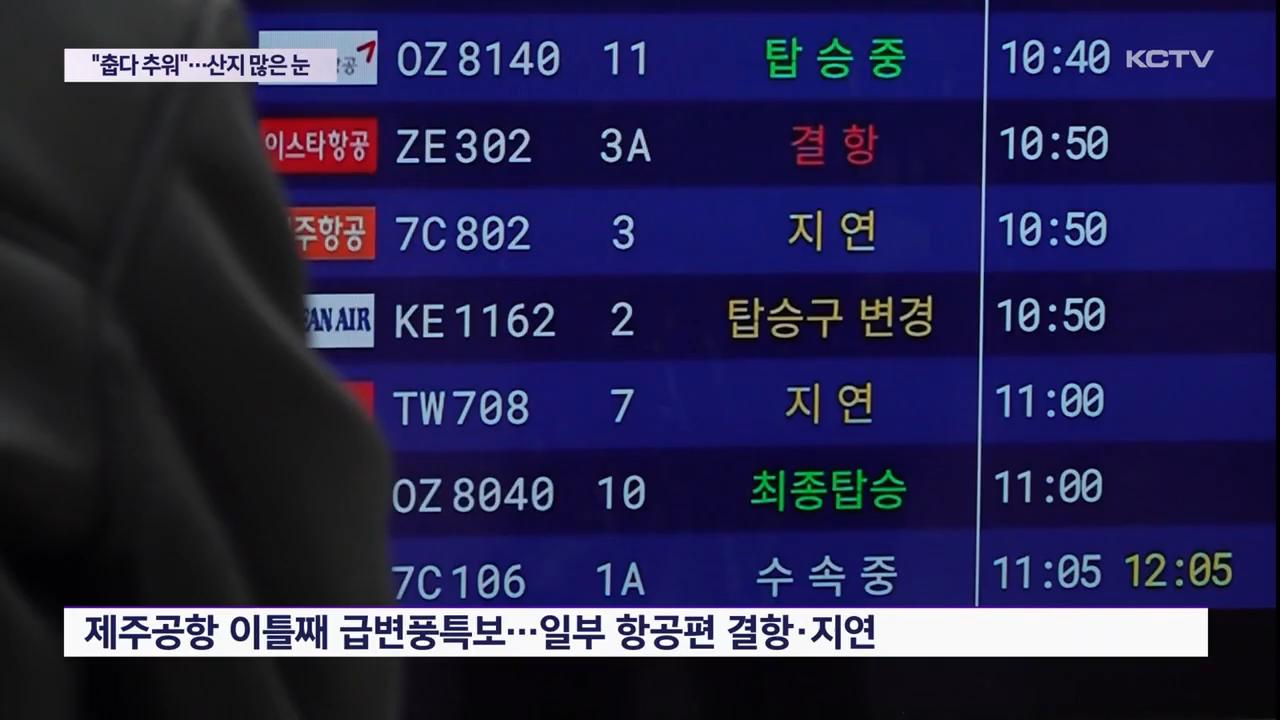 "춥다 추워"…산지 많은 눈
KCTV
항공 OZ 8140 11 탑승중 10:40
이스타항공 ZE 302 3A 결항 10:50
주항공 7C 802 3 지연 10:50
AN AIR KE 1162 2 탑승구 변경 10:50
TW 708 7 지연 11:00
OZ 8040 10 최종탑승 11:00
7C 106 1A 수속중 11:05 12:05
제주공항 이틀째 급변풍특보…일부 항공편 결항·지연